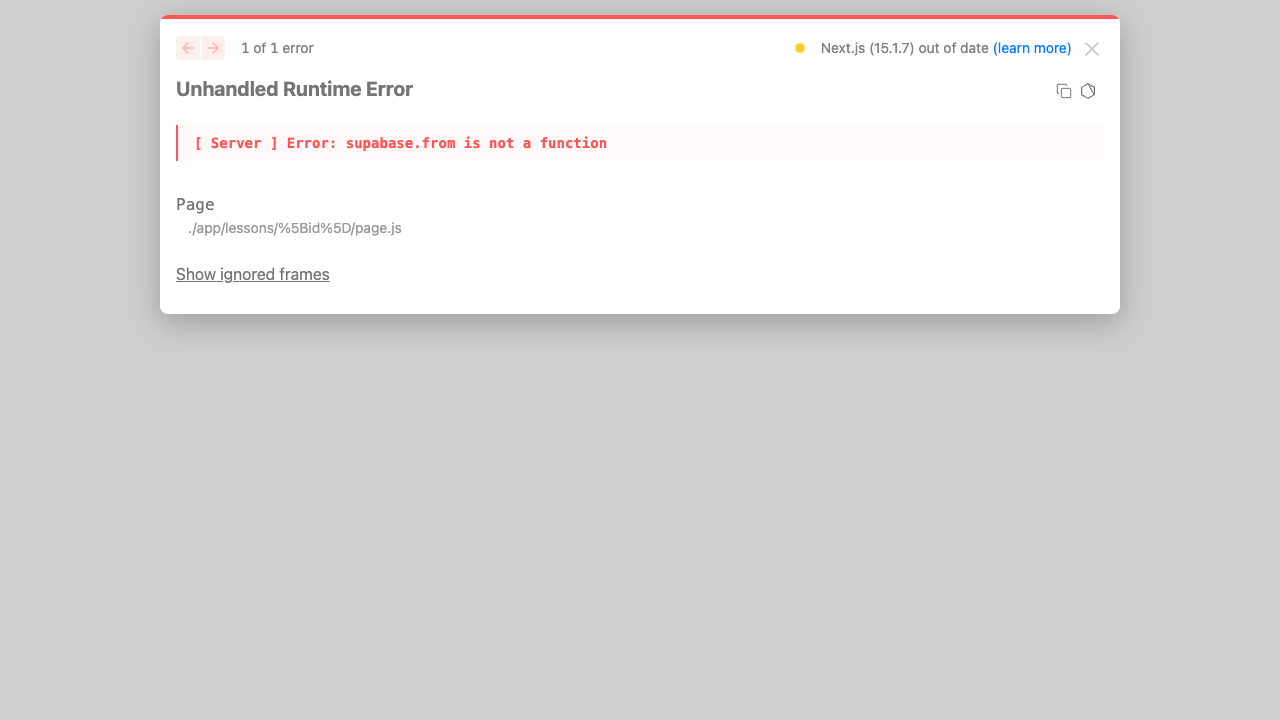 1 of 1 error
Next.js (15.1.7) out of date (learn more)
Unhandled Runtime Error
[ Server ] Error: supabase.from is not a function
Page
./app/lessons/%5Bid%5D/page.js
Show ignored frames